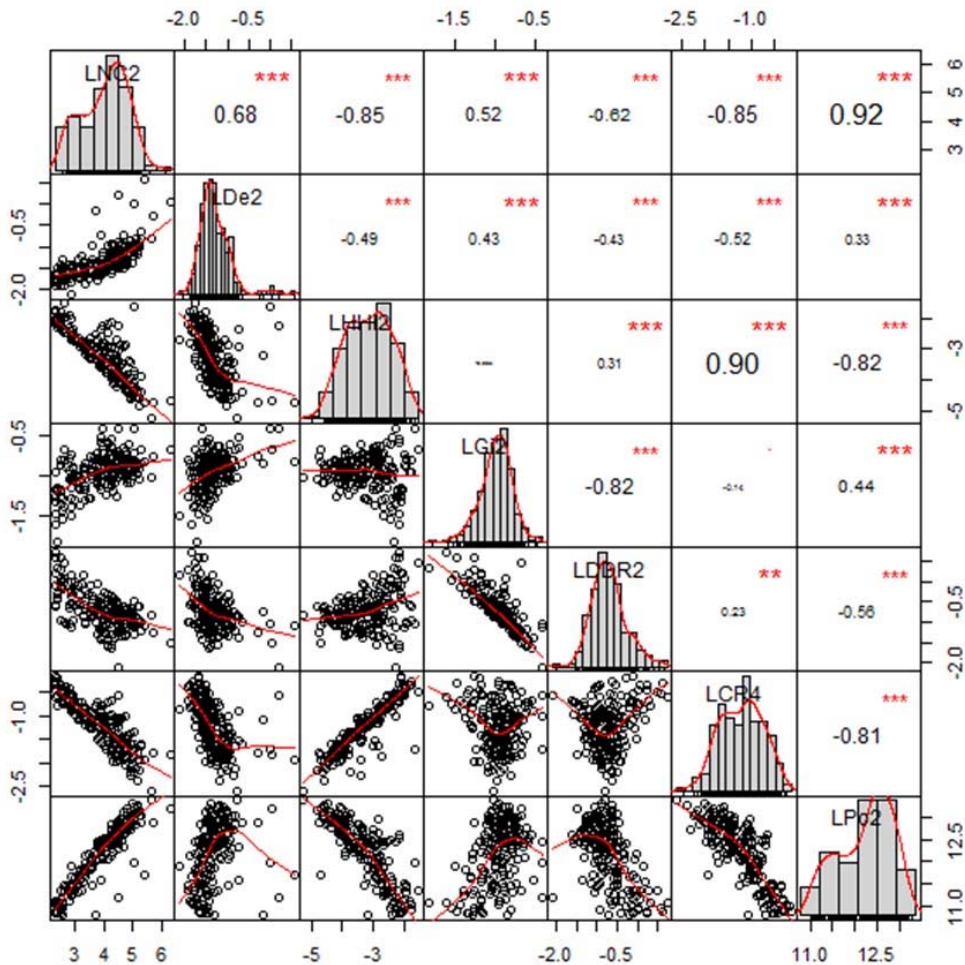 -2.0 -0.5 -1.5 -0.5 -2.5 -1.0
LNC2 0.68 *** -0.85 *** 0.52 *** -0.62 *** -0.85 *** 0.92 *** 3 4 5 6
-2.0 -0.5 LDe2 -0.49 *** 0.43 *** -0.43 *** -0.52 *** 0.33 ***
LHHI2 0.31 *** 0.90 *** -0.82 *** -5 -3
-1.5 -0.5 LGI2 -0.82 *** 0.44 ***
LDDR2 0.23 ** -0.56 *** -2.0 -0.5
-2.5 -1.0 LCR4 -0.81 ***
LPo2 11.0 12.5
3 4 5 6 -5 -3 -2.0 -0.5 11.0 12.5